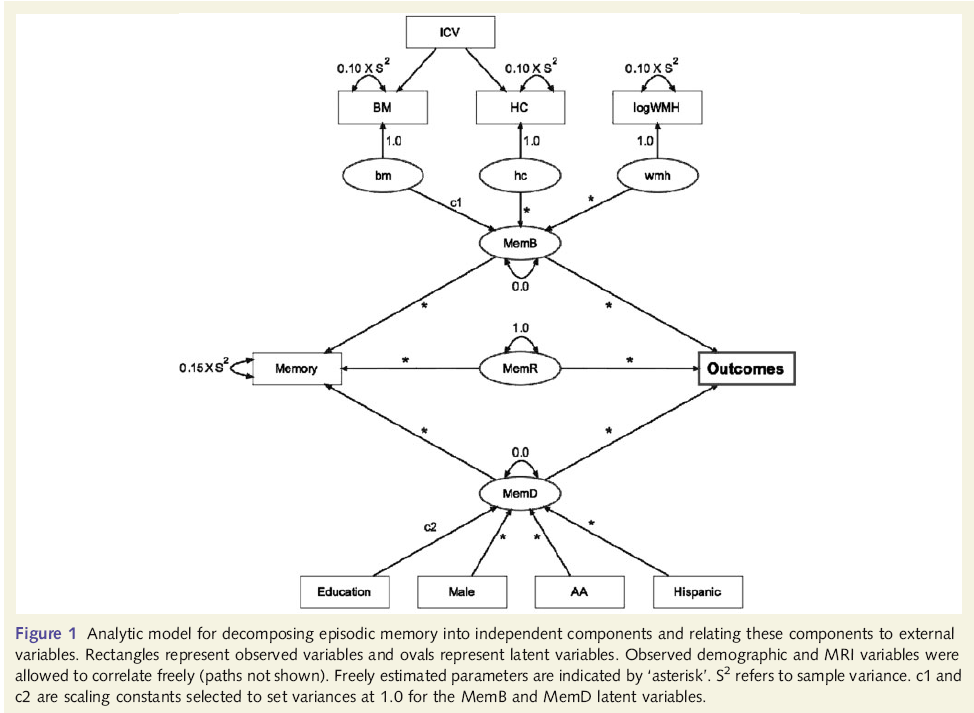 ICV
0.10 X S²
0.10 X S²
0.10 X S²
BM
HC
logWMH
1.0
1.0
1.0
bm
hc
wmh
c1
*
*
MemB
0.0
*
*
1.0
0.15 X S²
Memory
*
MemR
*
Outcomes
*
*
0.0
MemD
c2
*
*
*
Education
Male
AA
Hispanic
Figure 1 Analytic model for decomposing episodic memory into independent components and relating these components to external
variables. Rectangles represent observed variables and ovals represent latent variables. Observed demographic and MRI variables were
allowed to correlate freely (paths not shown). Freely estimated parameters are indicated by ‘asterisk’. S² refers to sample variance. c1 and
c2 are scaling constants selected to set variances at 1.0 for the MemB and MemD latent variables.